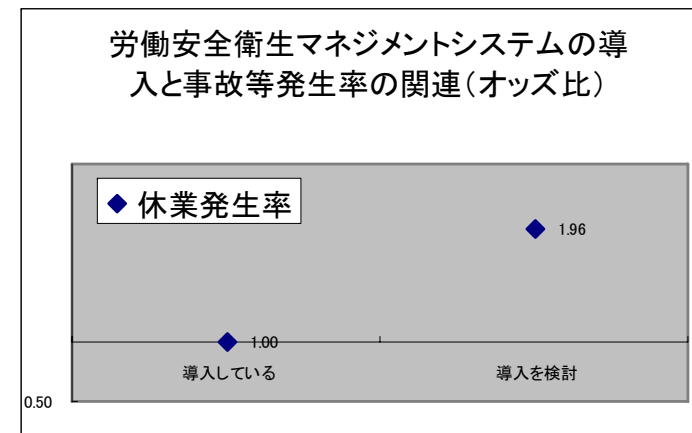 労働安全衛生マネジメントシステムの導
入と事故等発生率の関連（オッズ比）
休業発生率
1.96
1.00
導入している 導入を検討
0.50